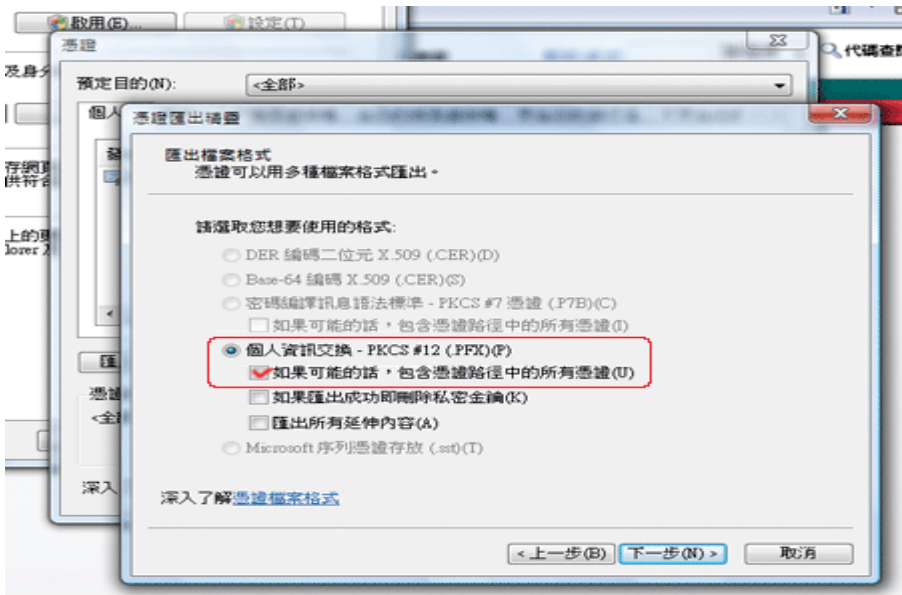 啟用(E)...
設定(T)
憑證
代碼查
及身
預定目的(N):
<全部>
個人
憑證匯出精靈
匯出檔案格式
憑證可以用多種檔案格式匯出。
存網頁
供符合
請選取您想要使用的格式:
上的更
lorer
DER 編碼二位元 X.509 (.CER)(D)
Base-64 編碼 X.509 (.CER)(S)
密碼編譯訊息語法標準 - PKCS #7 憑證 (.P7B)(C)
如果可能的話，包含憑證路徑中的所有憑證(I)
個人資訊交換 - PKCS #12 (.PFX)(P)
匯
如果可能的話，包含憑證路徑中的所有憑證(U)
憑證
如果匯出成功即刪除私密金鑰(K)
<全
匯出所有延伸內容(A)
Microsoft 序列憑證存放 (.sst)(T)
深入
深入了解憑證檔案格式
<上一步(B)
下一步(N) >
取消